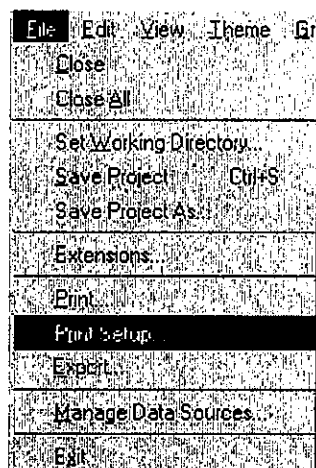 File Edit View Theme Gr
Close
Close All
Set Working Directory...
Save Project Ctrl+S
Save Project As...
Extensions...
Print...
Print Setup...
Export...
Manage Data Sources...
Exit